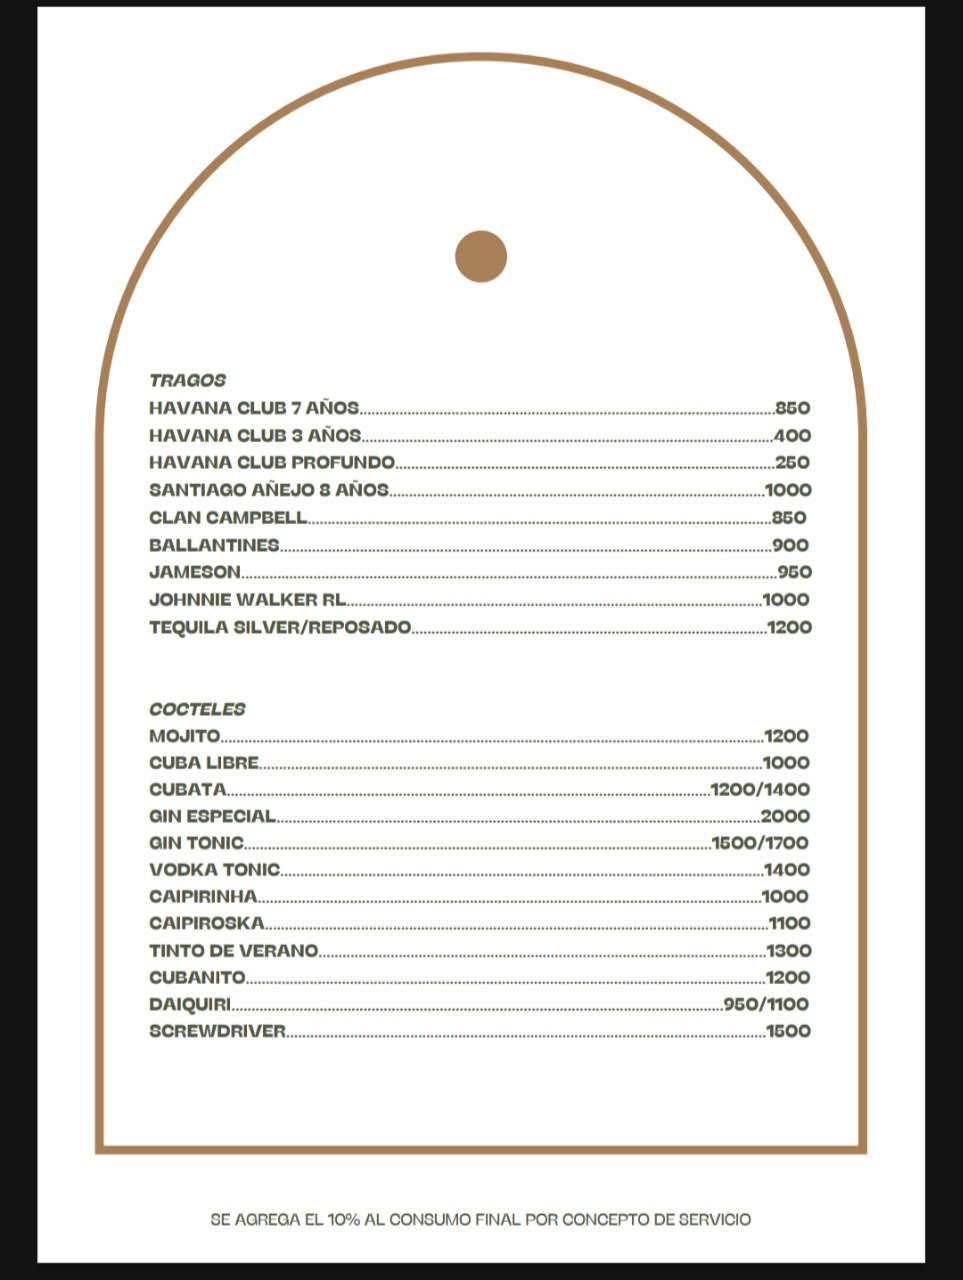 TRAGOS
HAVANA CLUB 7 AÑOS........850
HAVANA CLUB 3 AÑOS........400
HAVANA CLUB PROFUNDO........250
SANTIAGO AÑEJO 8 AÑOS........1000
CLAN CAMPBELL........850
BALLANTINES........900
JAMESON........950
JOHNNIE WALKER RL........1000
TEQUILA SILVER/REPOSADO........1200
COCTELES
MOJITO........1200
CUBA LIBRE........1000
CUBATA........1200/1400
GIN ESPECIAL........2000
GIN TONIC........1500/1700
VODKA TONIC........1400
CAIPIRINHA........1000
CAIPIROSKA........1100
TINTO DE VERANO........1300
CUBANITO........1200
DAIQUIRI........950/1100
SCREWDRIVER........1500
SE AGREGA EL 10% AL CONSUMO FINAL POR CONCEPTO DE SERVICIO